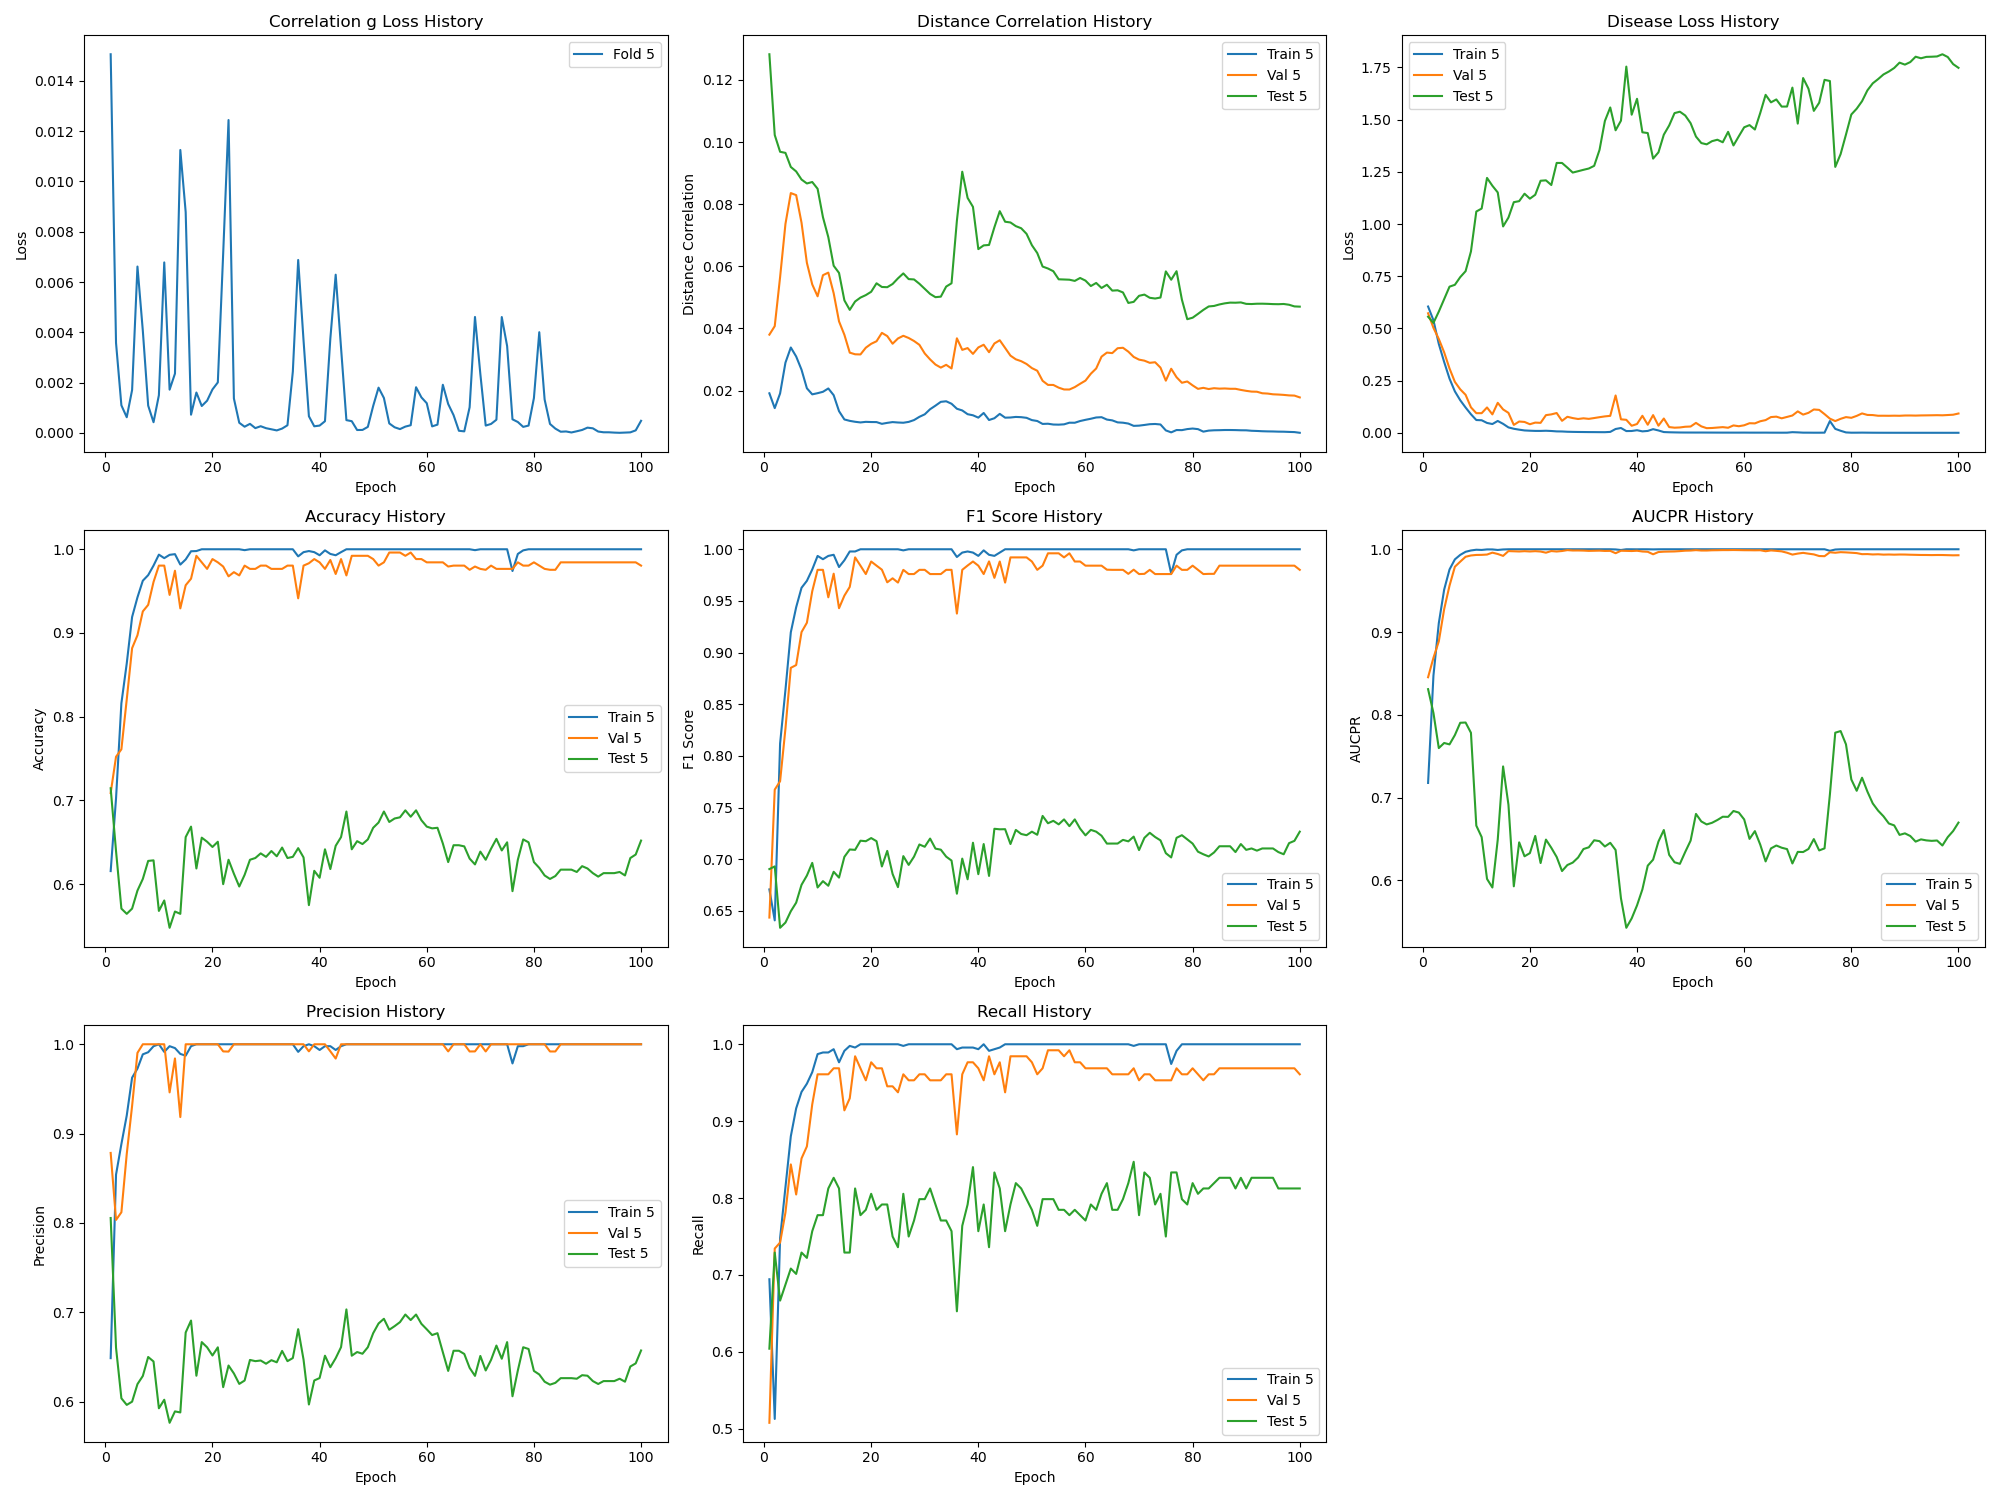 Correlation g Loss History
Fold 5
0.014
0.012
0.010
0.008
0.006
0.004
0.002
0.000
Loss
0 20 40 60 80 100
Epoch
Distance Correlation History
Train 5
Val 5
Test 5
0.12
0.10
0.08
0.06
0.04
0.02
Distance Correlation
0 20 40 60 80 100
Epoch
Disease Loss History
Train 5
Val 5
Test 5
1.75
1.50
1.25
1.00
0.75
0.50
0.25
0.00
Loss
0 20 40 60 80 100
Epoch
Accuracy History
1.0
0.9
0.8
0.7
0.6
Accuracy
Train 5
Val 5
Test 5
0 20 40 60 80 100
Epoch
F1 Score History
1.00
0.95
0.90
0.85
0.80
0.75
0.70
0.65
F1 Score
Train 5
Val 5
Test 5
0 20 40 60 80 100
Epoch
AUCPR History
1.0
0.9
0.8
0.7
0.6
AUCPR
Train 5
Val 5
Test 5
0 20 40 60 80 100
Epoch
Precision History
1.0
0.9
0.8
0.7
0.6
Precision
Train 5
Val 5
Test 5
0 20 40 60 80 100
Epoch
Recall History
1.0
0.9
0.8
0.7
0.6
0.5
Recall
Train 5
Val 5
Test 5
0 20 40 60 80 100
Epoch